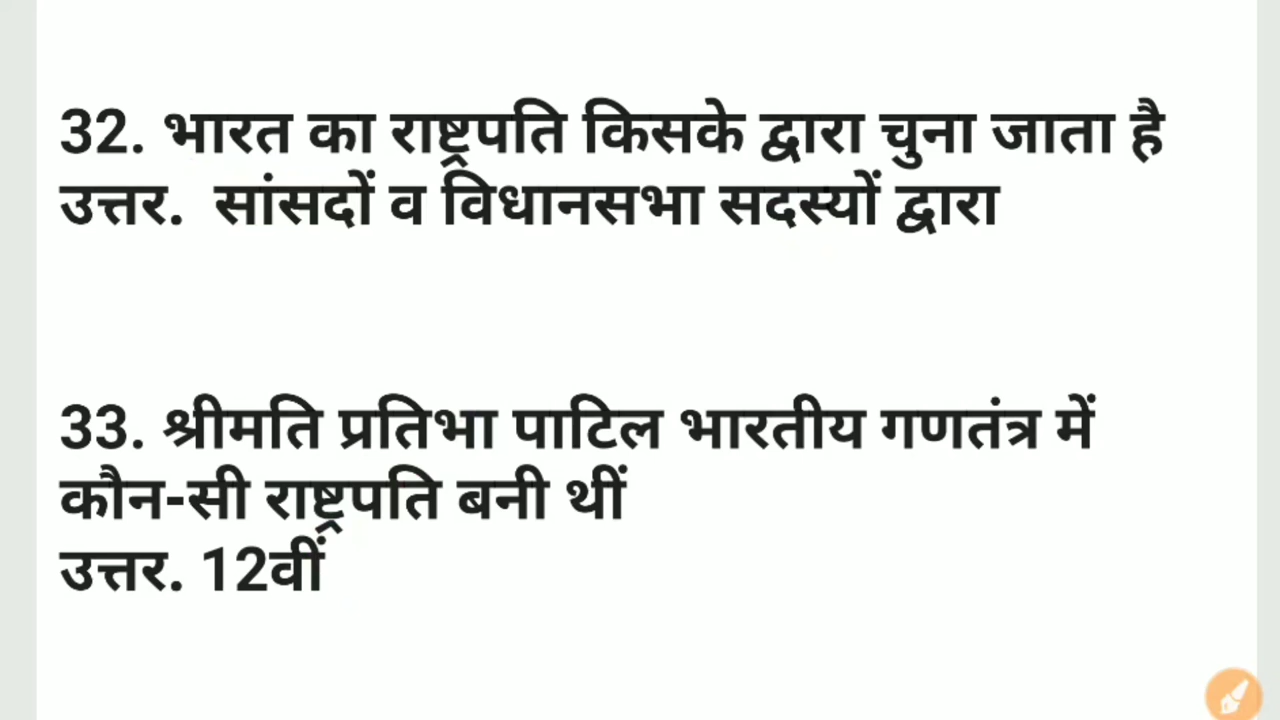 32. भारत का राष्ट्रपति किसके द्वारा चुना जाता है
उत्तर. सांसदों व विधानसभा सदस्यों द्वारा
33. श्रीमति प्रतिभा पाटिल भारतीय गणतंत्र में
कौन-सी राष्ट्रपति बनी थीं
उत्तर. 12वीं